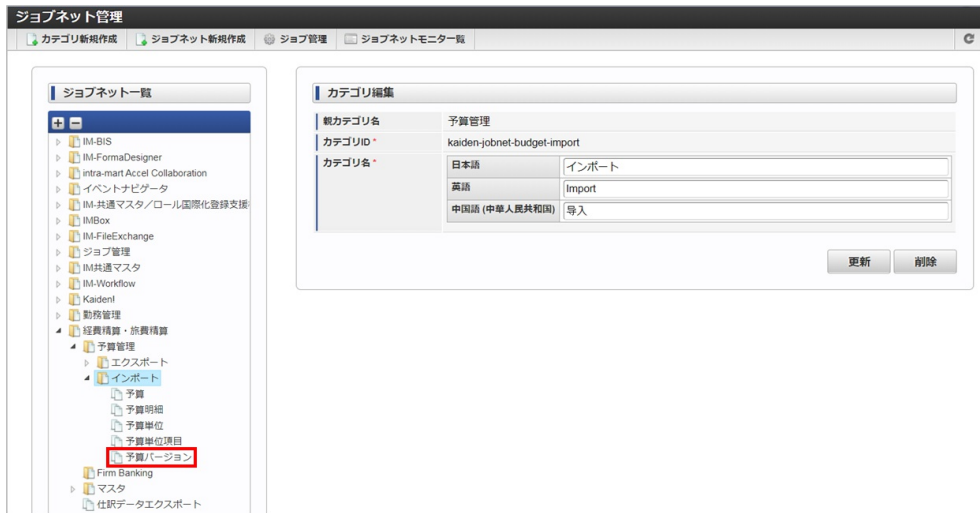 ジョブネット管理
カテゴリ新規作成 ジョブネット新規作成 ジョブ管理 ジョブネットモニタ一覧
ジョブネット一覧
IM-BIS
IM-FormaDesigner
intra-mart Accel Collaboration
イベントナビゲータ
IM-共通マスタ／ロール国際化登録支援
IMBox
IM-FileExchange
ジョブ管理
IM共通マスタ
IM-Workflow
Kaiden!
勤務管理
経費精算・旅費精算
予算管理
エクスポート
インポート
予算
予算明細
予算単位
予算単位項目
予算バージョン
Firm Banking
マスタ
仕訳データエクスポート
カテゴリ編集
親カテゴリ名 予算管理
カテゴリID * kaiden-jobnet-budget-import
カテゴリ名 * 日本語 インポート
英語 Import
中国語 (中華人民共和国) 导入
更新 削除